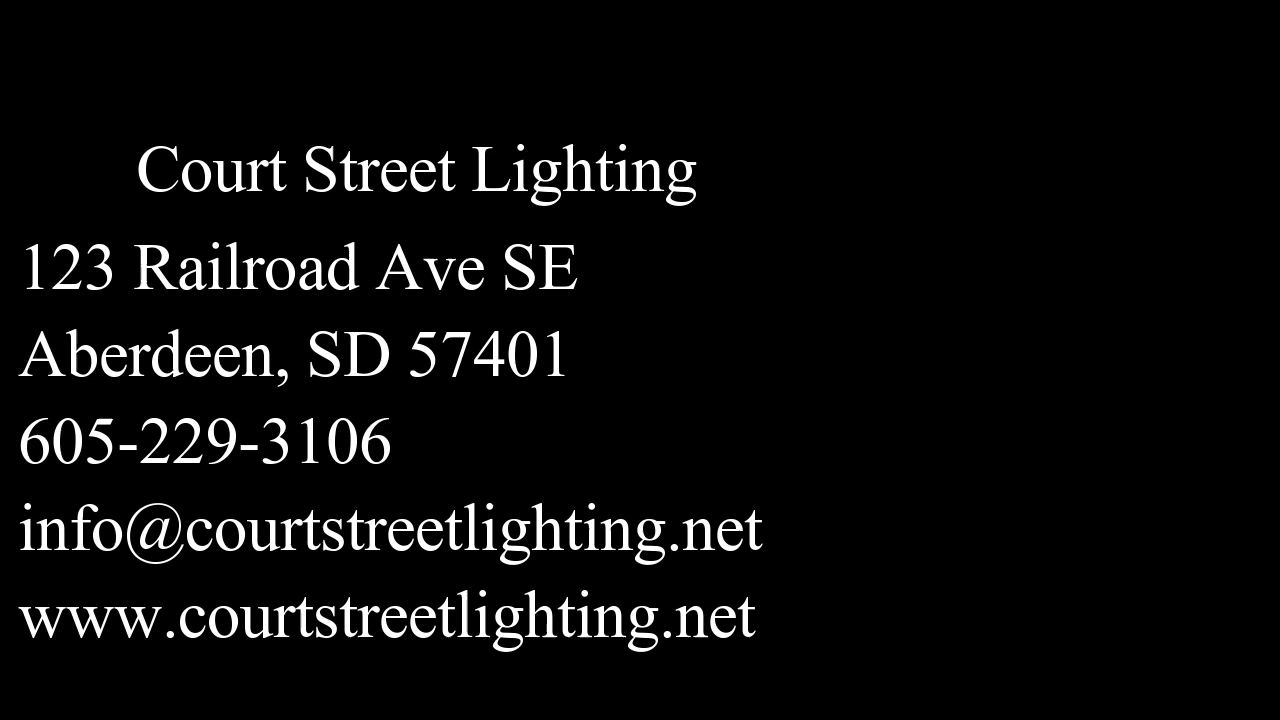 Court Street Lighting
123 Railroad Ave SE
Aberdeen, SD 57401
605-229-3106
info@courtstreetlighting.net
www.courtstreetlighting.net